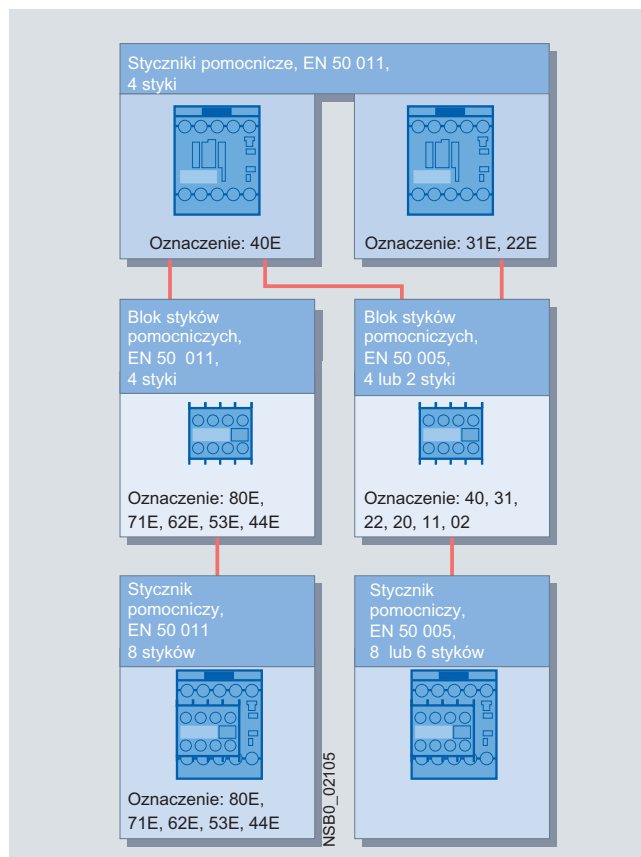 Styczniki pomocnicze, EN 50 011,
4 styki
Oznaczenie: 40E
Oznaczenie: 31E, 22E
Blok styków
pomocniczych,
EN 50 011,
4 styki
Oznaczenie: 80E,
71E, 62E, 53E, 44E
Blok styków
pomocniczych,
EN 50 005,
4 lub 2 styki
Oznaczenie: 40, 31,
22, 20, 11, 02
Stycznik
pomocniczy,
EN 50 011
8 styków
Oznaczenie: 80E,
71E, 62E, 53E, 44E
Stycznik
pomocniczy,
EN 50 005,
8 lub 6 styków
NSB0_02105